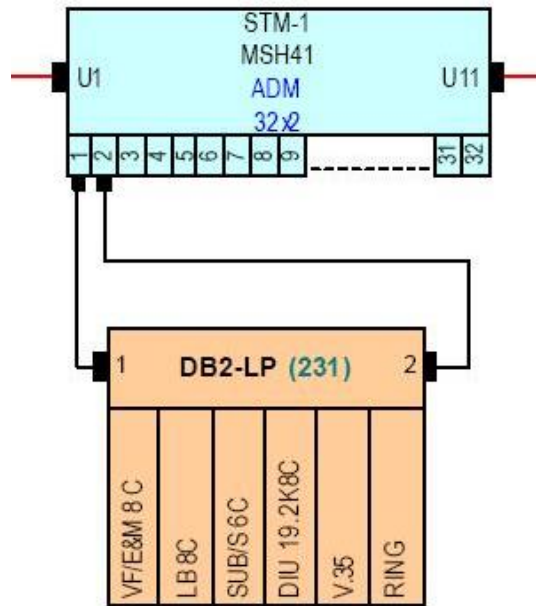 STM-1
MSH41
U1
U11
ADM
32x2
1
2
3
4
5
6
7
8
9
31
32
1
DB2-LP (231)
2
VF/E&M 8 C
LB 8C
SUB/S 6C
DIU 19.2K8C
V.35
RING